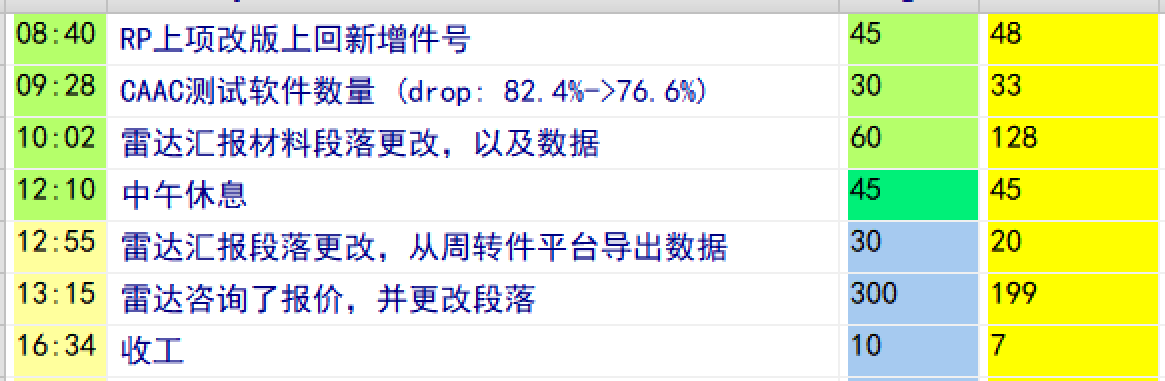 08:40 RP上项改版上回新增件号 45 48
09:28 CAAC测试软件数量 (drop: 82.4%->76.6%) 30 33
10:02 雷达汇报材料段落更改，以及数据 60 128
12:10 中午休息 45 45
12:55 雷达汇报段落更改，从周转件平台导出数据 30 20
13:15 雷达咨询了报价，并更改段落 300 199
16:34 收工 10 7